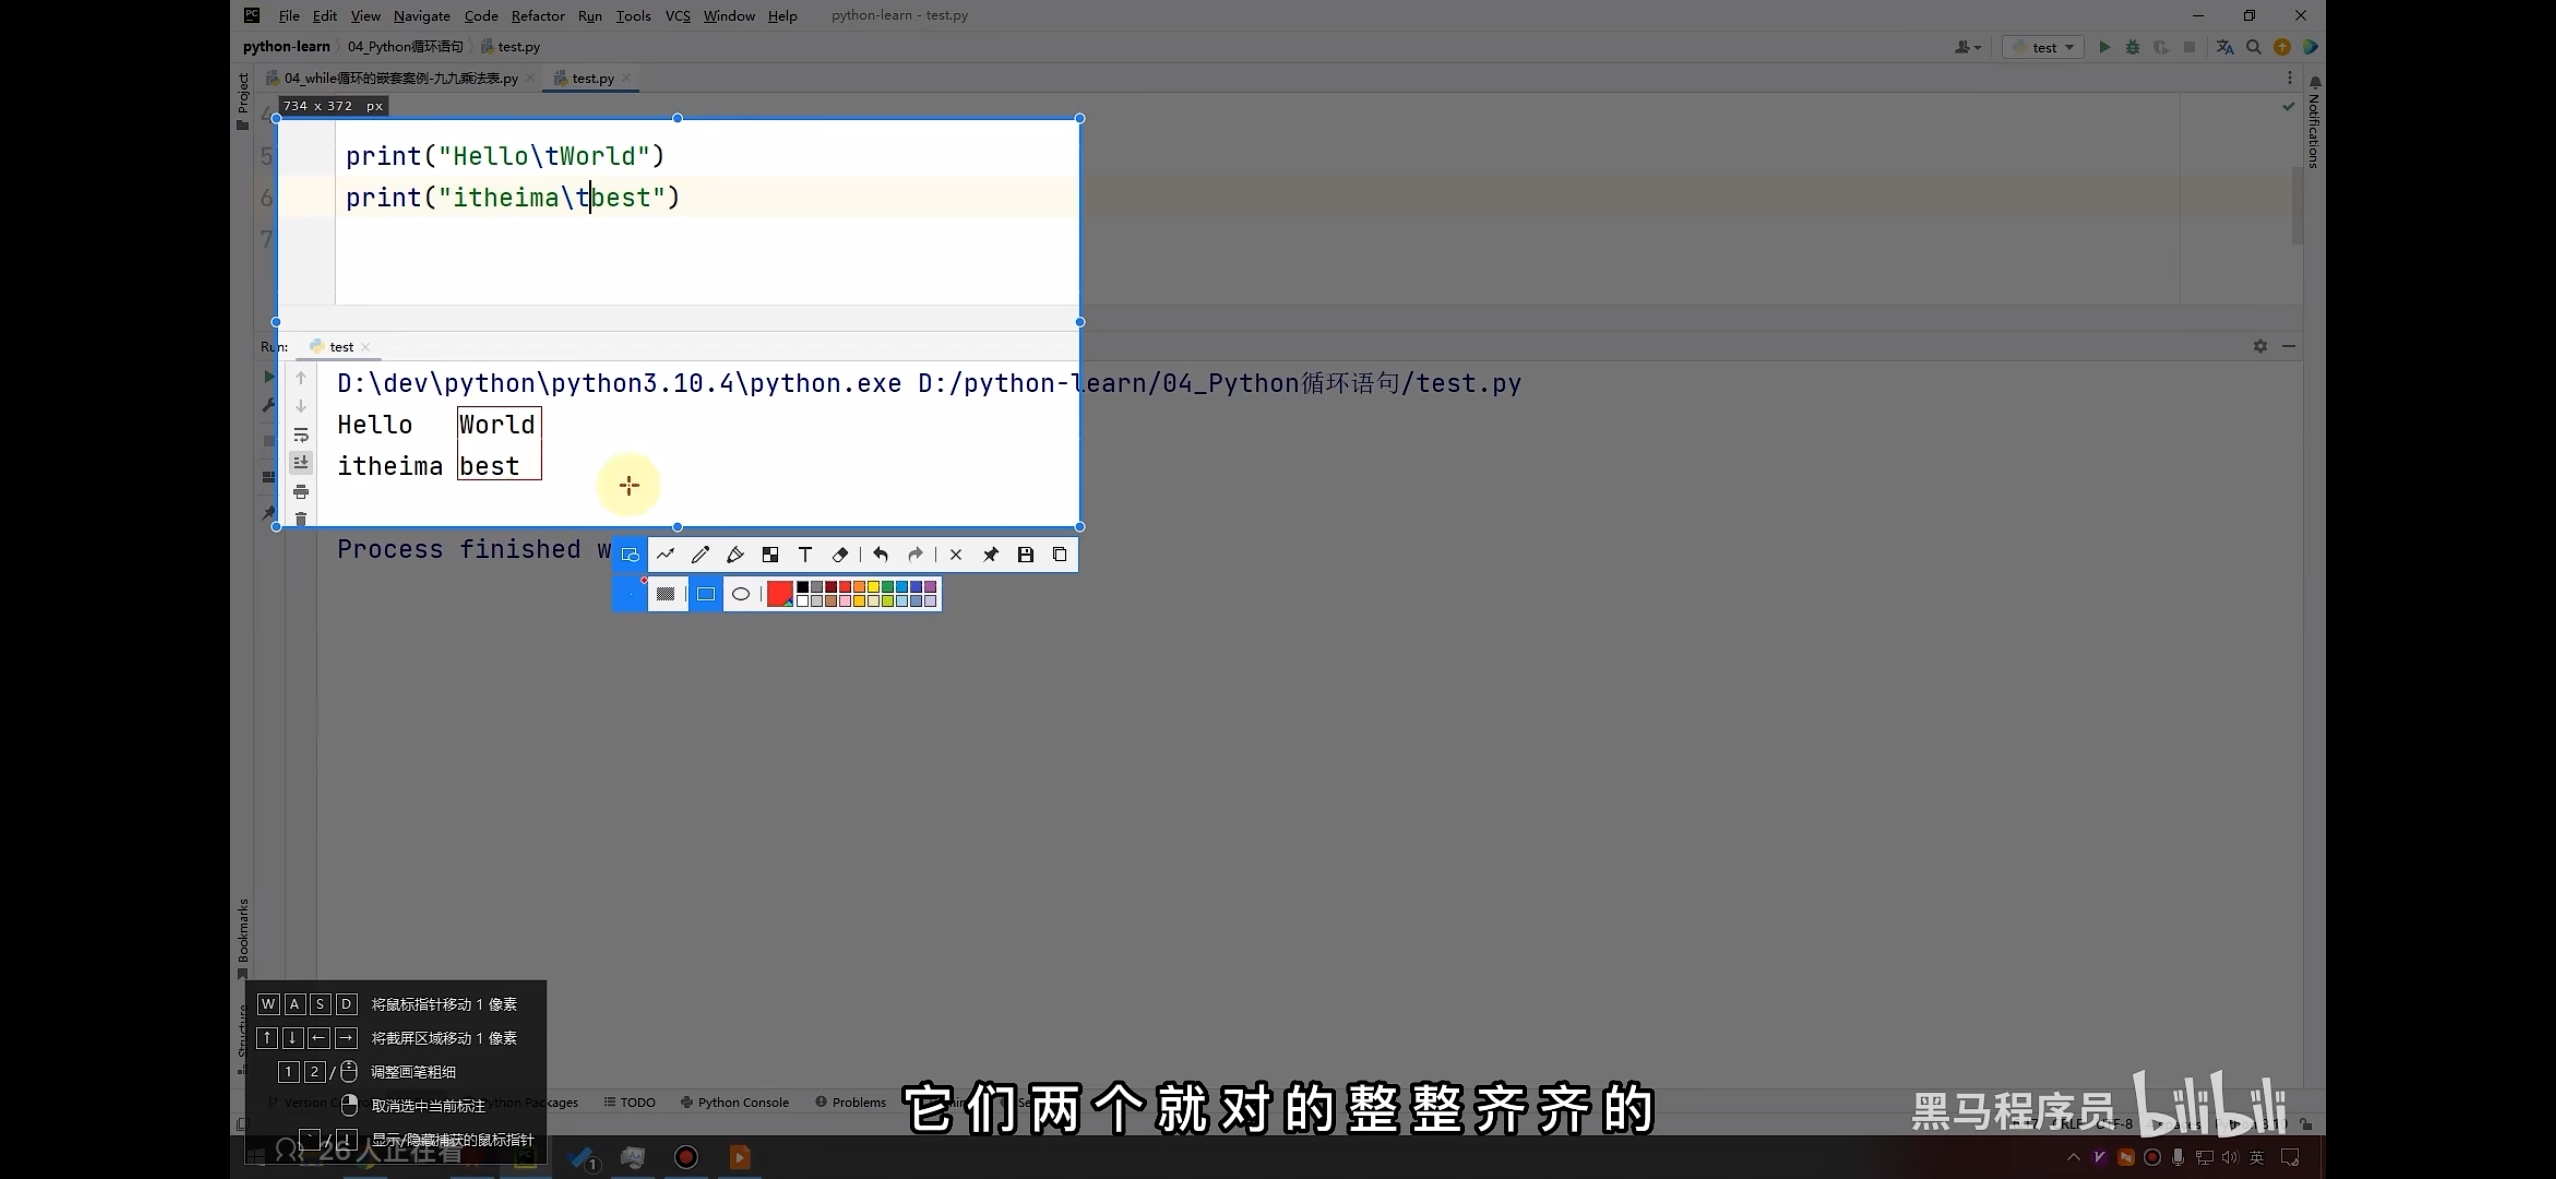 File Edit View Navigate Code Refactor Run Tools VCS Window Help python-learn - test.py
python-learn 04_Python循环语句 test.py
test
Project
04_while循环的嵌套案例-九九乘法表.py test.py
Notifications
734 x 372 px
4
5 print("Hello\tWorld")
6 print("itheima\tbest")
7
Run: test
D:\dev\python\python3.10.4\python.exe D:/python-learn/04_Python循环语句/test.py
Hello World
itheima best
Process finished w
T
Bookmarks
Structure
W A S D 将鼠标指针移动 1 像素
↑ ↓ ← → 将截屏区域移动 1 像素
1 2 / 调整画笔粗细
取消选中当前标注
显示/隐藏捕获的鼠标指针
Version Packages TODO Python Console Problems
它们两个就对的整整齐齐的
黑马程序员 bilibili
26人正在看
1
英